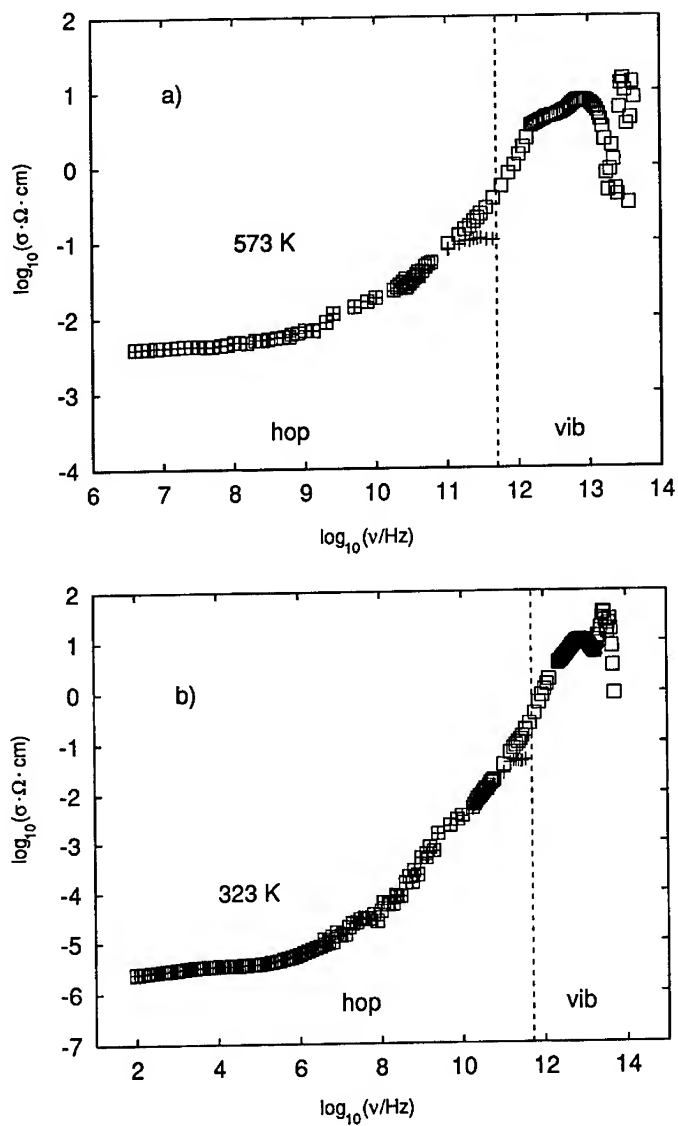 2
1
0
-1
-2
-3
-4
a)
573 K
hop
vib
6 7 8 9 10 11 12 13 14
log10(σ·Ω·cm)
log10(ν/Hz)
2
1
0
-1
-2
-3
-4
-5
-6
-7
b)
323 K
hop
vib
2 4 6 8 10 12 14
log10(σ·Ω·cm)
log10(ν/Hz)